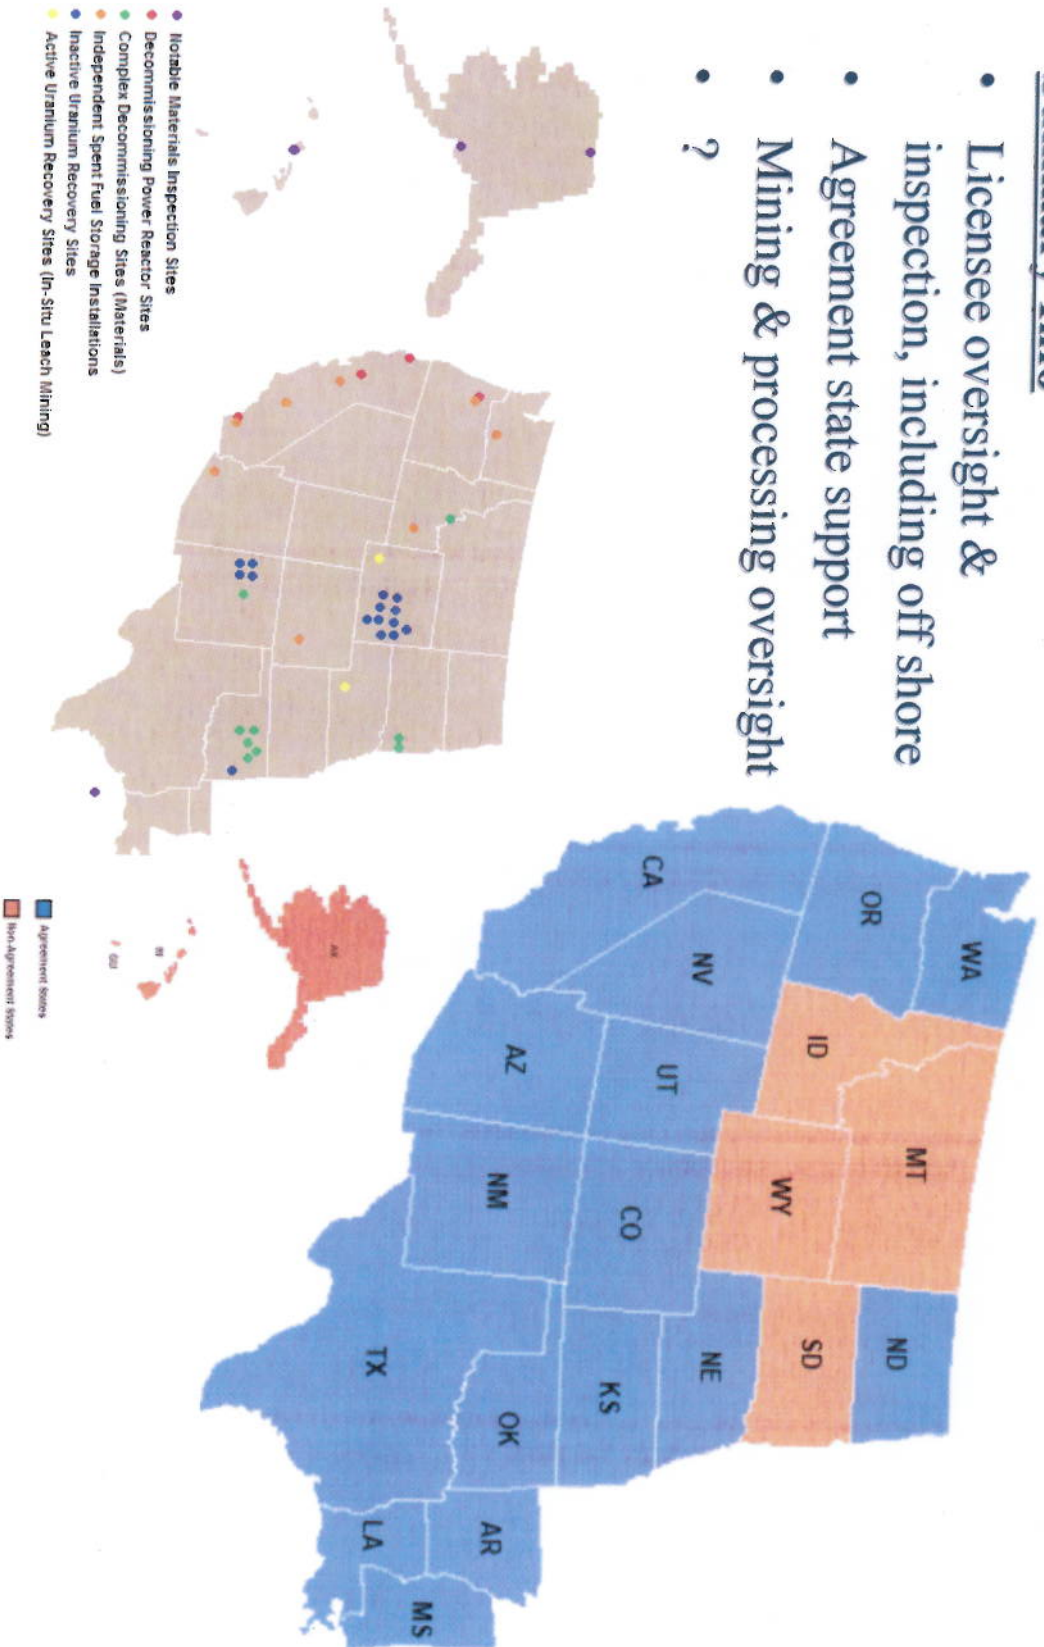 • Licensee oversight &
inspection, including off shore
• Agreement state support
• Mining & processing oversight
• ?
Notable Materials Inspection Sites
Decommissioning Power Reactor Sites
Complex Decommissioning Sites (Materials)
Independent Spent Fuel Storage Installations
Inactive Uranium Recovery Sites
Active Uranium Recovery Sites (In-Situ Leach Mining)
WA
OR
CA
NV
ID
MT
WY
UT
AZ
NM
CO
ND
SD
NE
KS
OK
TX
AR
LA
MS
AK
HI
GU
Agreement States
Non-Agreement States